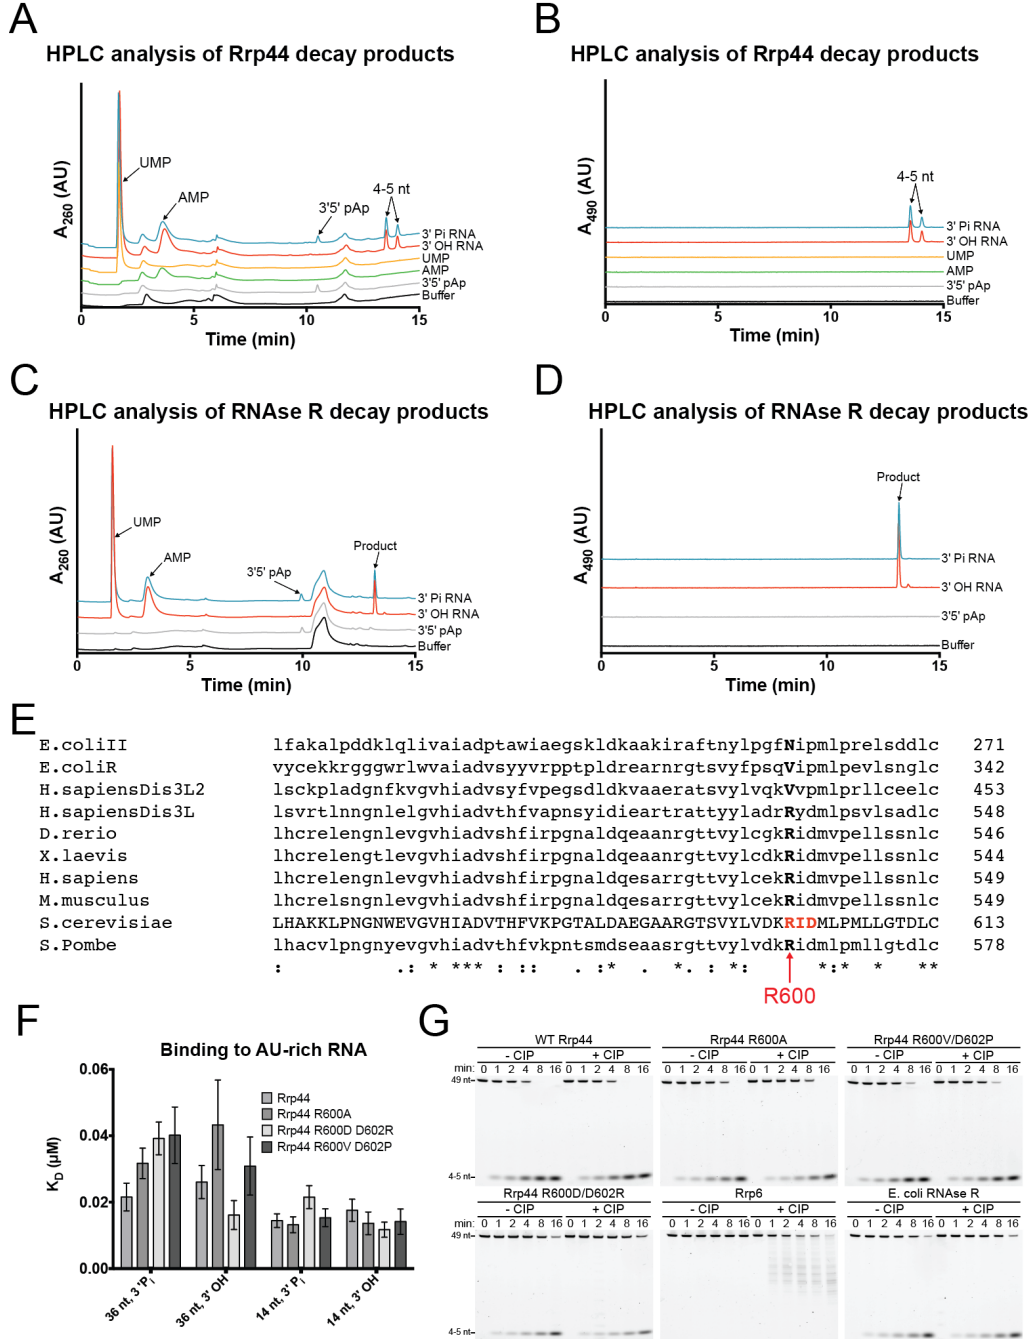 A
HPLC analysis of Rrp44 decay products
A260 (AU)
UMP
AMP
3'5' pAp
4-5 nt
3' Pi RNA
3' OH RNA
UMP
AMP
3'5' pAp
Buffer
0 5 10 15
Time (min)
B
HPLC analysis of Rrp44 decay products
A490 (AU)
4-5 nt
3' Pi RNA
3' OH RNA
UMP
AMP
3'5' pAp
Buffer
0 5 10 15
Time (min)
C
HPLC analysis of RNAse R decay products
A260 (AU)
UMP
AMP
3'5' pAp
Product
3' Pi RNA
3' OH RNA
3'5' pAp
Buffer
0 5 10 15
Time (min)
D
HPLC analysis of RNAse R decay products
A490 (AU)
Product
3' Pi RNA
3' OH RNA
3'5' pAp
Buffer
0 5 10 15
Time (min)
E
E.coliII lfakalpddklqlivaiadptawiaegskldkaakiraftnylpgfNipmlprelsddlc 271
E.coliR vycekkrgggwrlwvaiadvsyyvrpptpldrearnrgtsvyfpsqVipmlpevlsnglc 342
H.sapiensDis3L2 lsckpladgnfkvgvhiadvsyfvpegsdldkvaaeratsvylvqkVvpmlprllceelc 453
H.sapiensDis3L lsvrtlnngnlelgvhiadvthfvapnsyidieartrattyyladrRydmlpsvlsadlc 548
D.rerio lhcrelengnlevgvhiadvshfirpgnaldqeaanrgttvylcgkRidmvpellssnlc 546
X.laevis lhcrelengtlevgvhiadvshfirpgnaldqeaanrgttvylcdkRidmvpellssnlc 544
H.sapiens lhcrelengnlevgvhiadvshfirpgnaldqesarrgttvylcekRidmvpellssnlc 549
M.musculus lhcrelengnlevgvhiadvshfirpgnaldqesarrgttvylcekRidmvpellssnlc 549
S.cerevisiae LHAKKLPNGNWEVGVHIADVTHFVKPGTALDAEGAARGTSVYLVDKRIDMLPMLLGTDLC 613
S.Pombe lhacvlpngnyevgvhiadvthfvkpntsmdseaasrgttvylvdkRidmlpmllgtdlc 578
: .: * *** : :: . :* . *. *: *: * **
R600
F
Binding to AU-rich RNA
KD (µM)
0.06
0.04
0.02
0.00
Rrp44
Rrp44 R600A
Rrp44 R600D D602R
Rrp44 R600V D602P
36 nt, 3' Pi
36 nt, 3' OH
14 nt, 3' Pi
14 nt, 3' OH
G
WT Rrp44 Rrp44 R600A Rrp44 R600V/D602P
- CIP + CIP - CIP + CIP - CIP + CIP
min: 0 1 2 4 8 16 0 1 2 4 8 16 0 1 2 4 8 16 0 1 2 4 8 16 0 1 2 4 8 16 0 1 2 4 8 16
49 nt
4-5 nt
Rrp44 R600D/D602R Rrp6 E. coli RNAse R
- CIP + CIP - CIP + CIP - CIP + CIP
min: 0 1 2 4 8 16 0 1 2 4 8 16 0 1 2 4 8 16 0 1 2 4 8 16 0 1 2 4 8 16 0 1 2 4 8 16
49 nt
4-5 nt